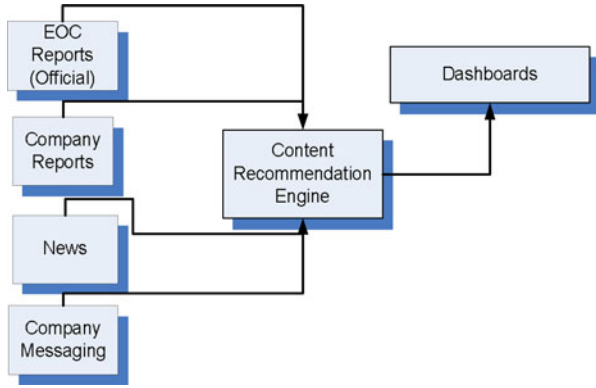 EOC
Reports
(Official)
Company
Reports
News
Company
Messaging
Content
Recommendation
Engine
Dashboards